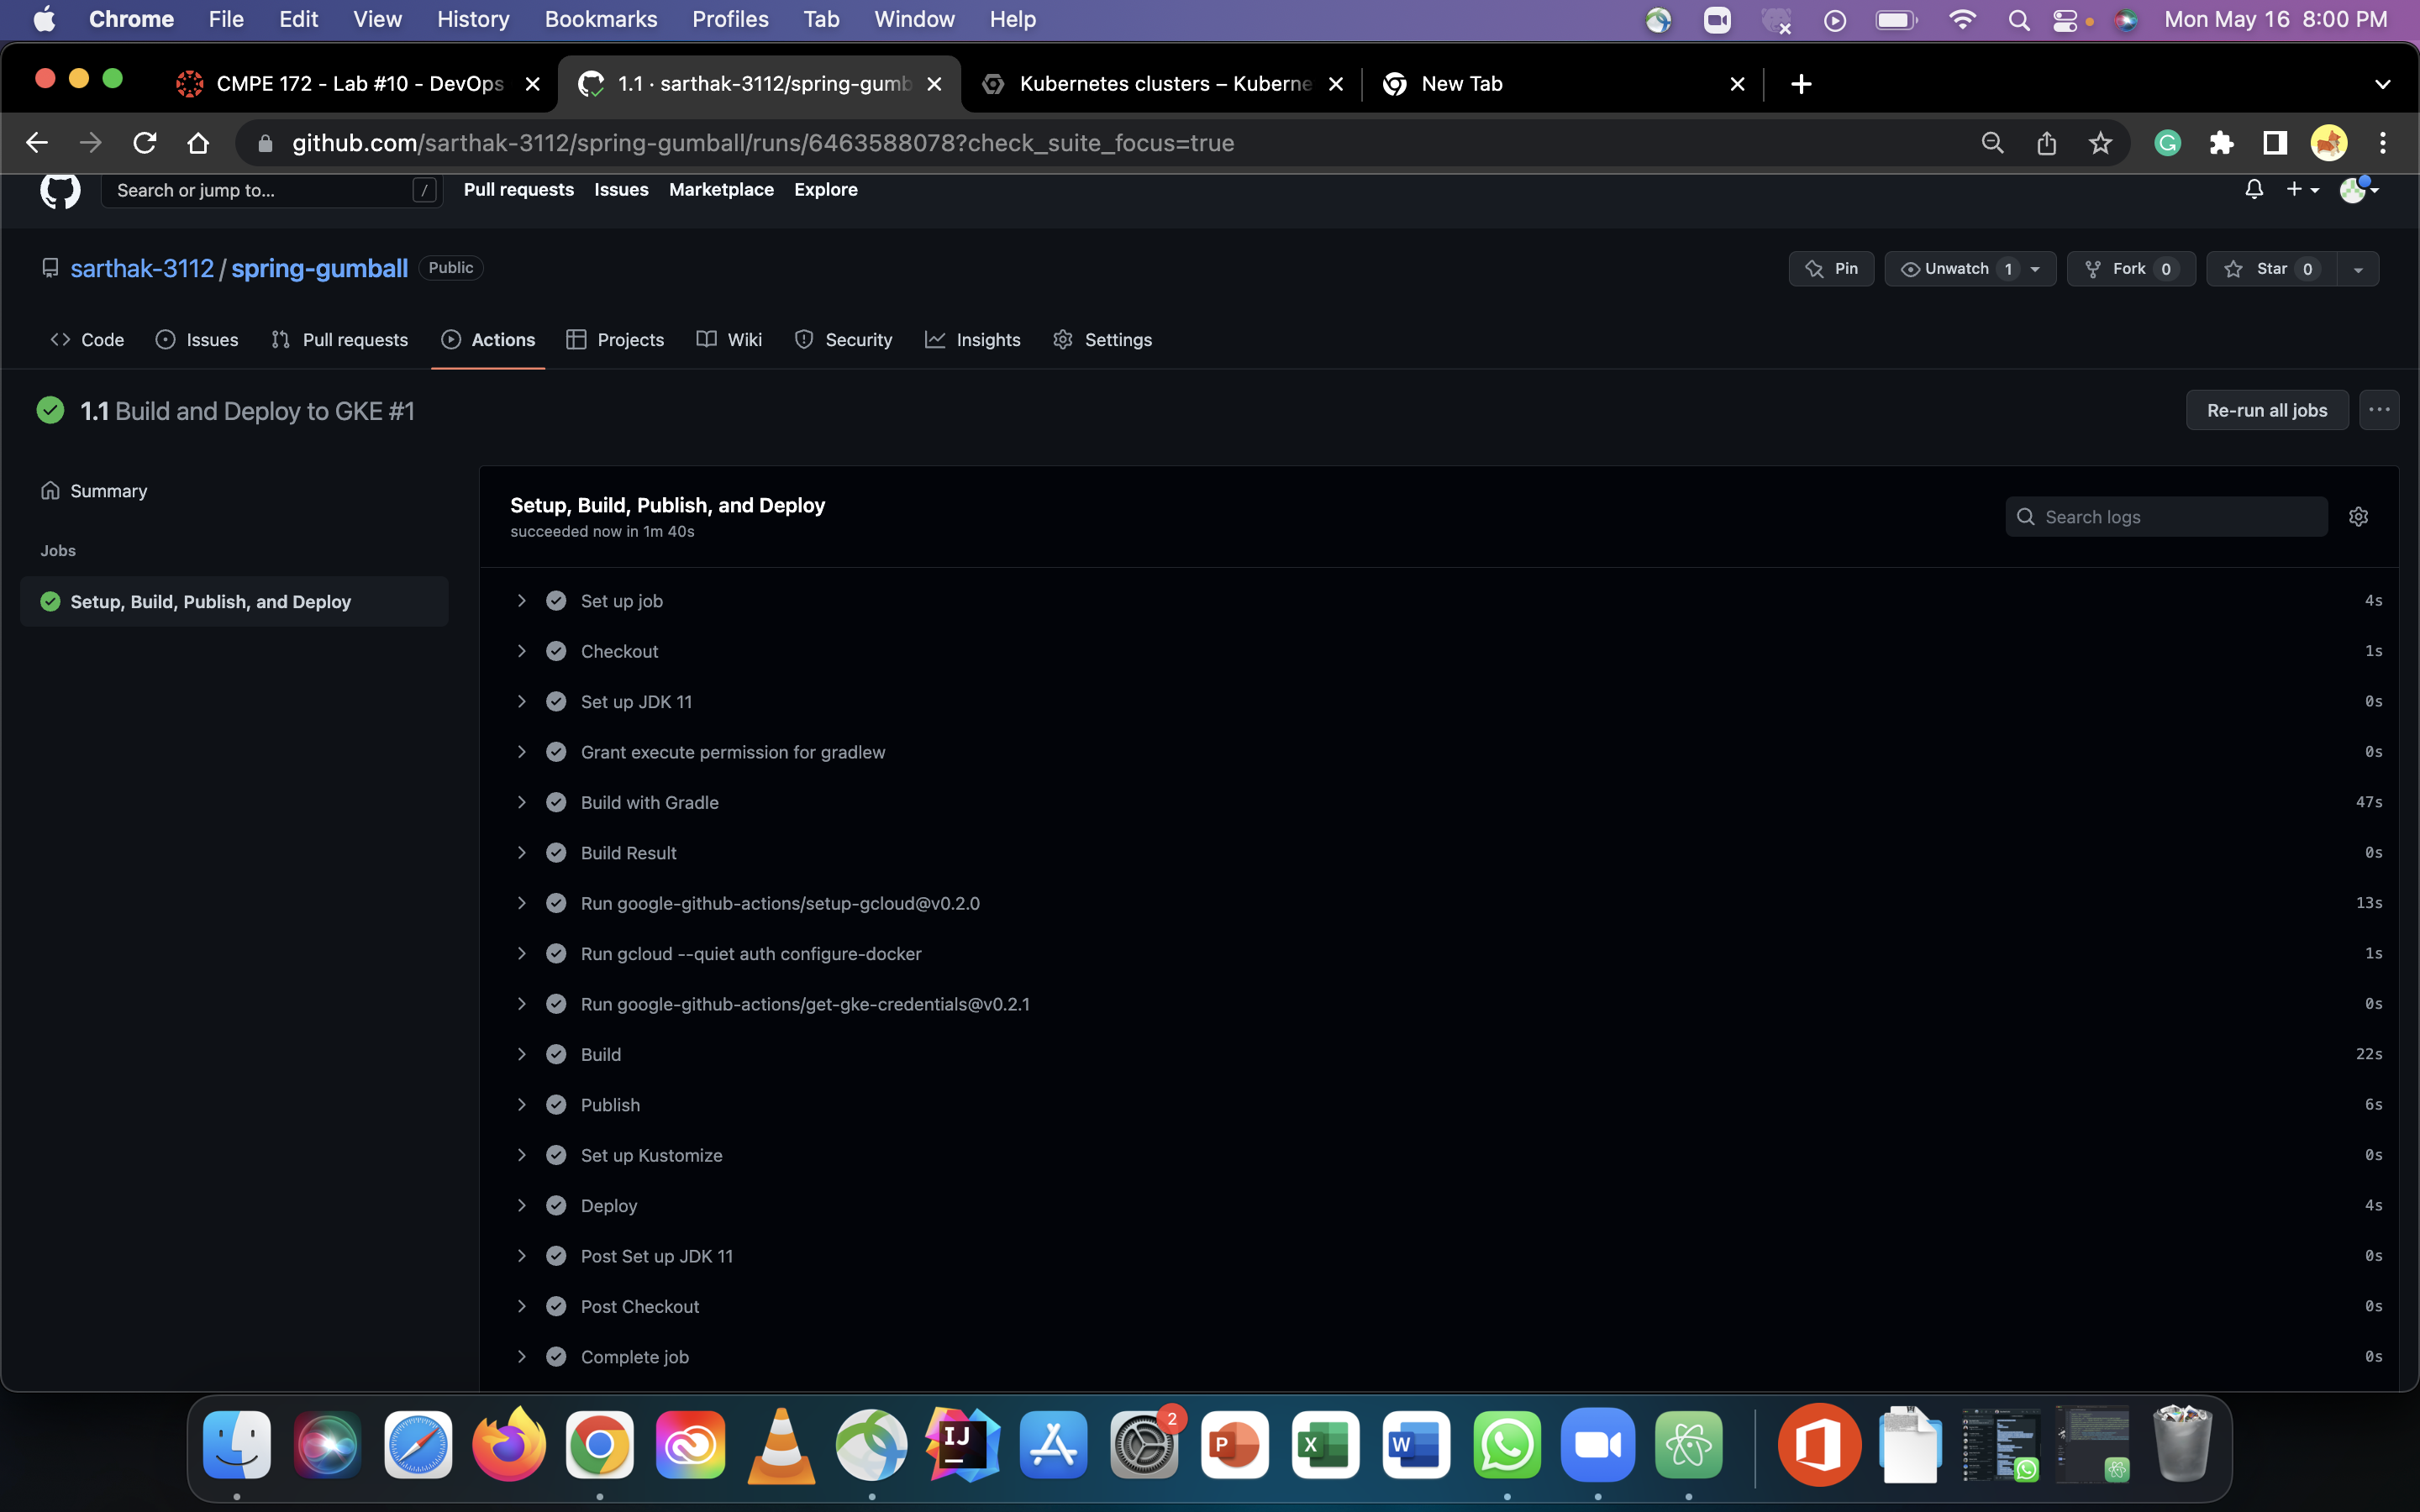 Chrome File Edit View History Bookmarks Profiles Tab Window Help Mon May 16 8:00 PM
CMPE 172 - Lab #10 - DevOps 1.1 · sarthak-3112/spring-gumb Kubernetes clusters – Kuberne New Tab
github.com/sarthak-3112/spring-gumball/runs/6463588078?check_suite_focus=true
Search or jump to... / Pull requests Issues Marketplace Explore
sarthak-3112 / spring-gumball Public Pin Unwatch 1 Fork 0 Star 0
Code Issues Pull requests Actions Projects Wiki Security Insights Settings
1.1 Build and Deploy to GKE #1 Re-run all jobs
Summary
Jobs
Setup, Build, Publish, and Deploy
Setup, Build, Publish, and Deploy
succeeded now in 1m 40s
Search logs
Set up job 4s
Checkout 1s
Set up JDK 11 0s
Grant execute permission for gradlew 0s
Build with Gradle 47s
Build Result 0s
Run google-github-actions/setup-gcloud@v0.2.0 13s
Run gcloud --quiet auth configure-docker 1s
Run google-github-actions/get-gke-credentials@v0.2.1 0s
Build 22s
Publish 6s
Set up Kustomize 0s
Deploy 4s
Post Set up JDK 11 0s
Post Checkout 0s
Complete job 0s
IJ 2 P X W